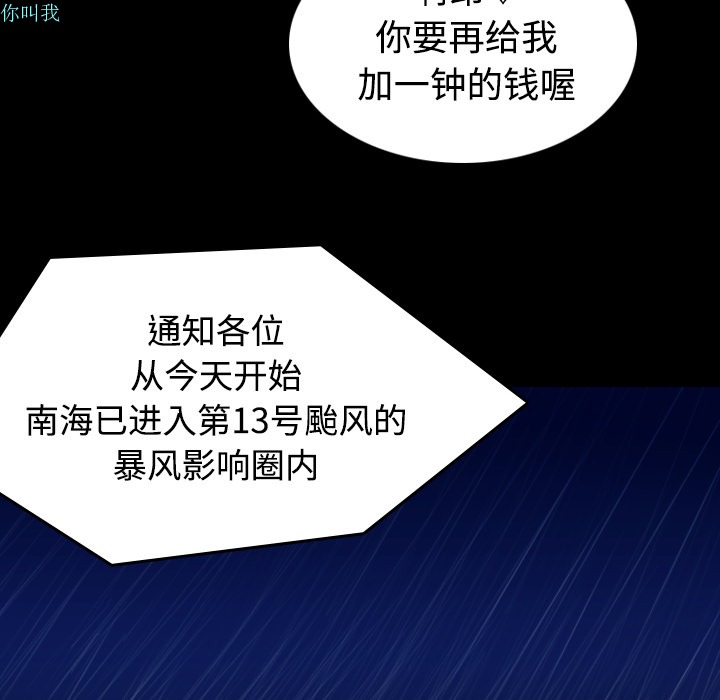 你叫我
你要再给我
加一钟的钱喔
通知各位
从今天开始
南海已进入第13号颱风的
暴风影响圈内